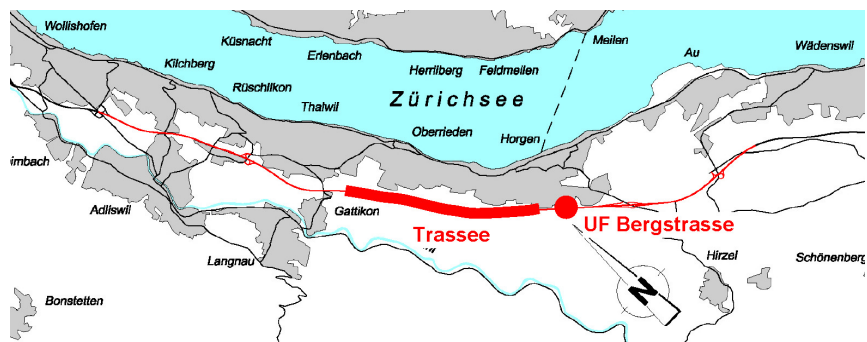 Wollishofen
Küsnacht
Erlenbach
Meilen
Au
Wädenswil
Kilchberg
Herrliberg
Feldmeilen
Rüschlikon
Thalwil
Zürichsee
Oberrieden
Horgen
Adliswil
Gattikon
Trassee
UF Bergstrasse
Langnau
Hirzel
Schönenberg
Bonstetten
N